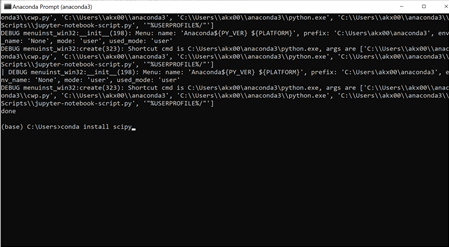 Anaconda Prompt (anaconda3)
onda3\\cwp.py', 'C:\\Users\\akx00\\anaconda3', 'C:\\Users\\akx00\\anaconda3\\python.exe', 'C:\\Users\\akx00\\anaconda3\\
Scripts\\jupyter-notebook-script.py', '"%USERPROFILE%/"']
DEBUG menuinst_win32:__init__(198): Menu: name: 'Anaconda${PY_VER} ${PLATFORM}', prefix: 'C:\Users\akx00\anaconda3', env
_name: 'None', mode: 'user', used_mode: 'user'
DEBUG menuinst_win32:create(323): Shortcut cmd is C:\Users\akx00\anaconda3\python.exe, args are ['C:\\Users\\akx00\\anac
onda3\\cwp.py', 'C:\\Users\\akx00\\anaconda3', 'C:\\Users\\akx00\\anaconda3\\python.exe', 'C:\\Users\\akx00\\anaconda3\\
Scripts\\jupyter-notebook-script.py', '"%USERPROFILE%/"']
| DEBUG menuinst_win32:__init__(198): Menu: name: 'Anaconda${PY_VER} ${PLATFORM}', prefix: 'C:\Users\akx00\anaconda3', e
nv_name: 'None', mode: 'user', used_mode: 'user'
DEBUG menuinst_win32:create(323): Shortcut cmd is C:\Users\akx00\anaconda3\python.exe, args are ['C:\\Users\\akx00\\anac
onda3\\cwp.py', 'C:\\Users\\akx00\\anaconda3', 'C:\\Users\\akx00\\anaconda3\\python.exe', 'C:\\Users\\akx00\\anaconda3\\
Scripts\\jupyter-notebook-script.py', '"%USERPROFILE%/"']
done
(base) C:\Users>conda install scipy